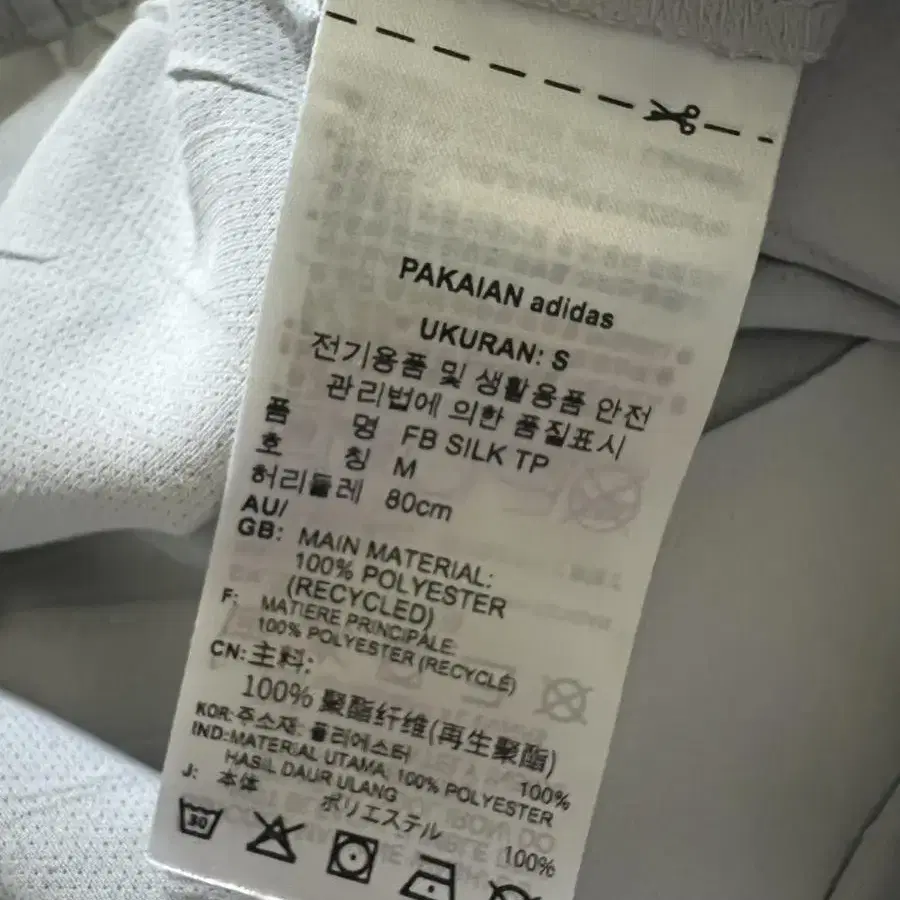 PAKAIAN adidas
UKURAN: S
전기용품 및 생활용품 안전
관리법에 의한 품질표시
품 명 FB SILK TP
호 칭 M
허리둘레 80cm
AU/
GB: MAIN MATERIAL:
100% POLYESTER
(RECYCLED)
F: MATIERE PRINCIPALE:
100% POLYESTER (RECYCLÉ)
CN: 主料:
100% 聚酯纤维(再生聚酯)
KOR: 주소재: 폴리에스터 100%
IND: MATERIAL UTAMA: 100% POLYESTER
HASIL DAUR ULANG
J: 本体 ポリエステル 100%
30